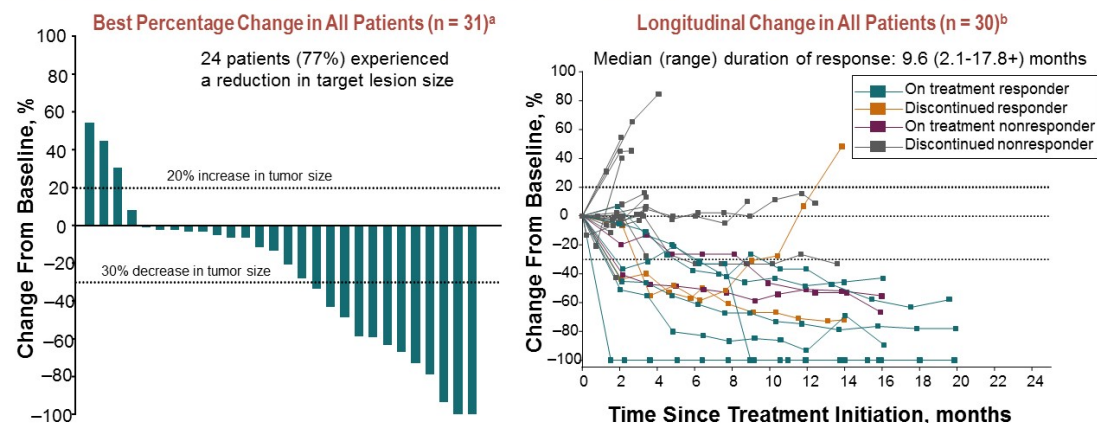 Best Percentage Change in All Patients (n = 31)ª
24 patients (77%) experienced
a reduction in target lesion size
Change From Baseline, %
100
80
60
40
20
0
–20
–40
–60
–80
–100
20% increase in tumor size
30% decrease in tumor size
Longitudinal Change in All Patients (n = 30)ᵇ
Median (range) duration of response: 9.6 (2.1-17.8+) months
On treatment responder
Discontinued responder
On treatment nonresponder
Discontinued nonresponder
Change From Baseline, %
100
80
60
40
20
0
–20
–40
–60
–80
–100
0 2 4 6 8 10 12 14 16 18 20 22 24
Time Since Treatment Initiation, months